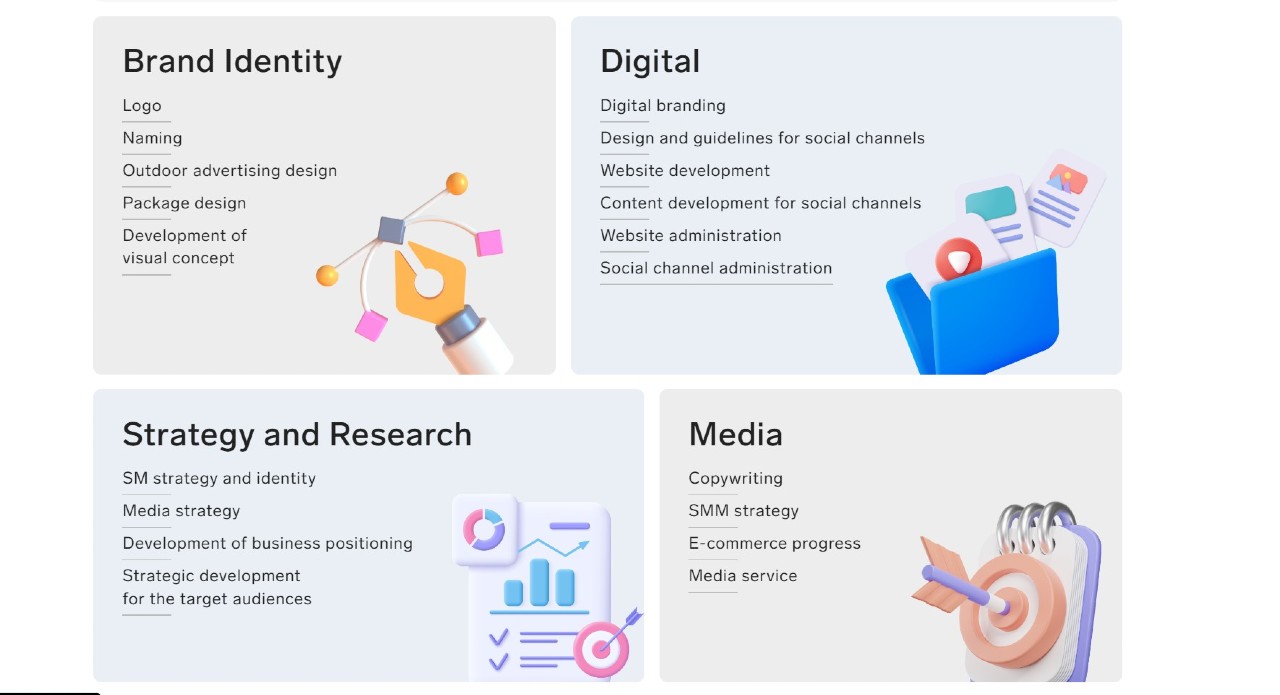 Brand Identity
Logo
Naming
Outdoor advertising design
Package design
Development of
visual concept
Digital
Digital branding
Design and guidelines for social channels
Website development
Content development for social channels
Website administration
Social channel administration
Strategy and Research
SM strategy and identity
Media strategy
Development of business positioning
Strategic development
for the target audiences
Media
Copywriting
SMM strategy
E-commerce progress
Media service